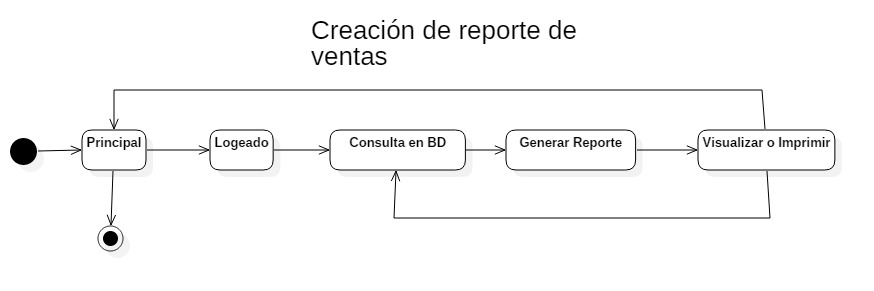 Creación de reporte de
ventas
Principal
Logeado
Consulta en BD
Generar Reporte
Visualizar o Imprimir